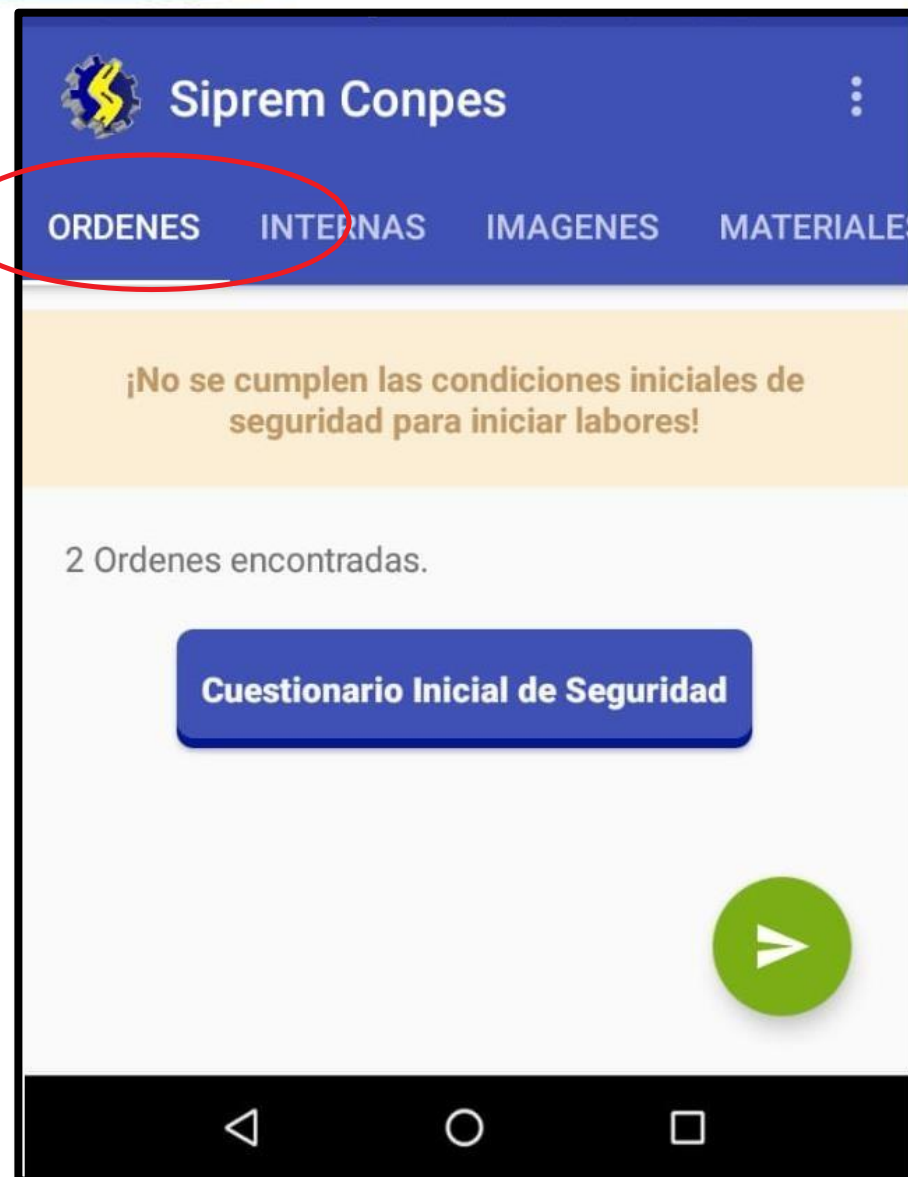 Siprem Conpes
ORDENES INTERNAS IMAGENES MATERIALES
¡No se cumplen las condiciones iniciales de
seguridad para iniciar labores!
2 Ordenes encontradas.
Cuestionario Inicial de Seguridad